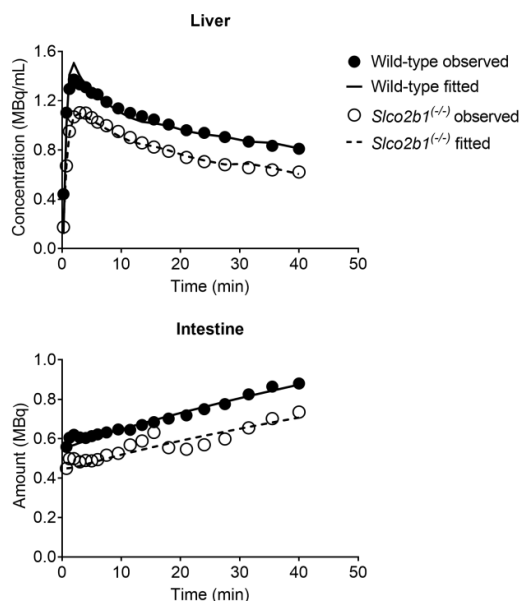 Liver
Concentration (MBq/mL)
1.6
1.2
0.8
0.4
0.0
0 10 20 30 40 50
Time (min)
Wild-type observed
Wild-type fitted
Slco2b1(-/-) observed
Slco2b1(-/-) fitted
Intestine
Amount (MBq)
1.0
0.8
0.6
0.4
0.2
0.0
0 10 20 30 40 50
Time (min)